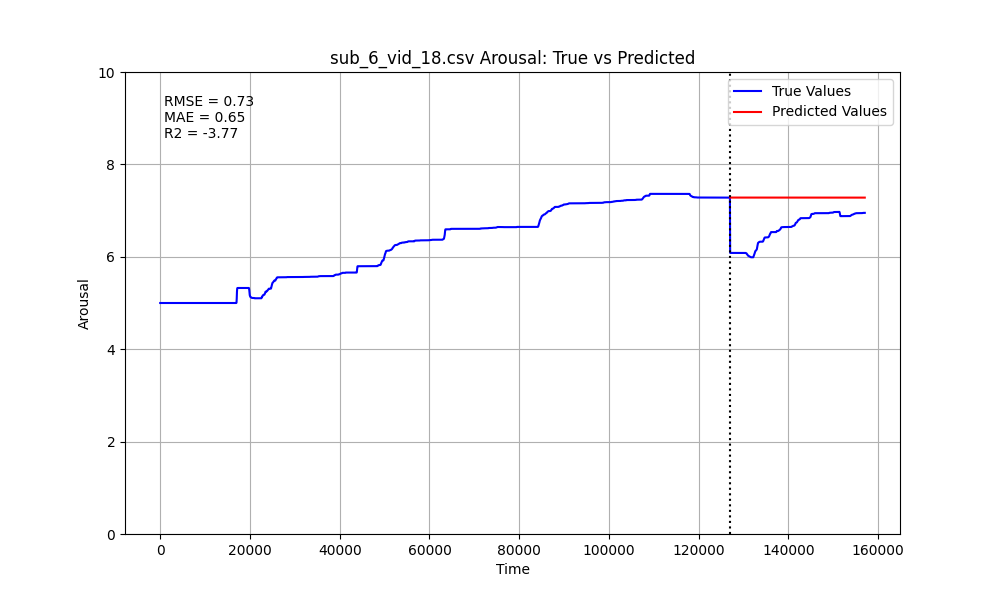 sub_6_vid_18.csv Arousal: True vs Predicted
RMSE = 0.73
MAE = 0.65
R2 = -3.77
True Values
Predicted Values
10
8
6
4
2
0
Arousal
0 20000 40000 60000 80000 100000 120000 140000 160000
Time